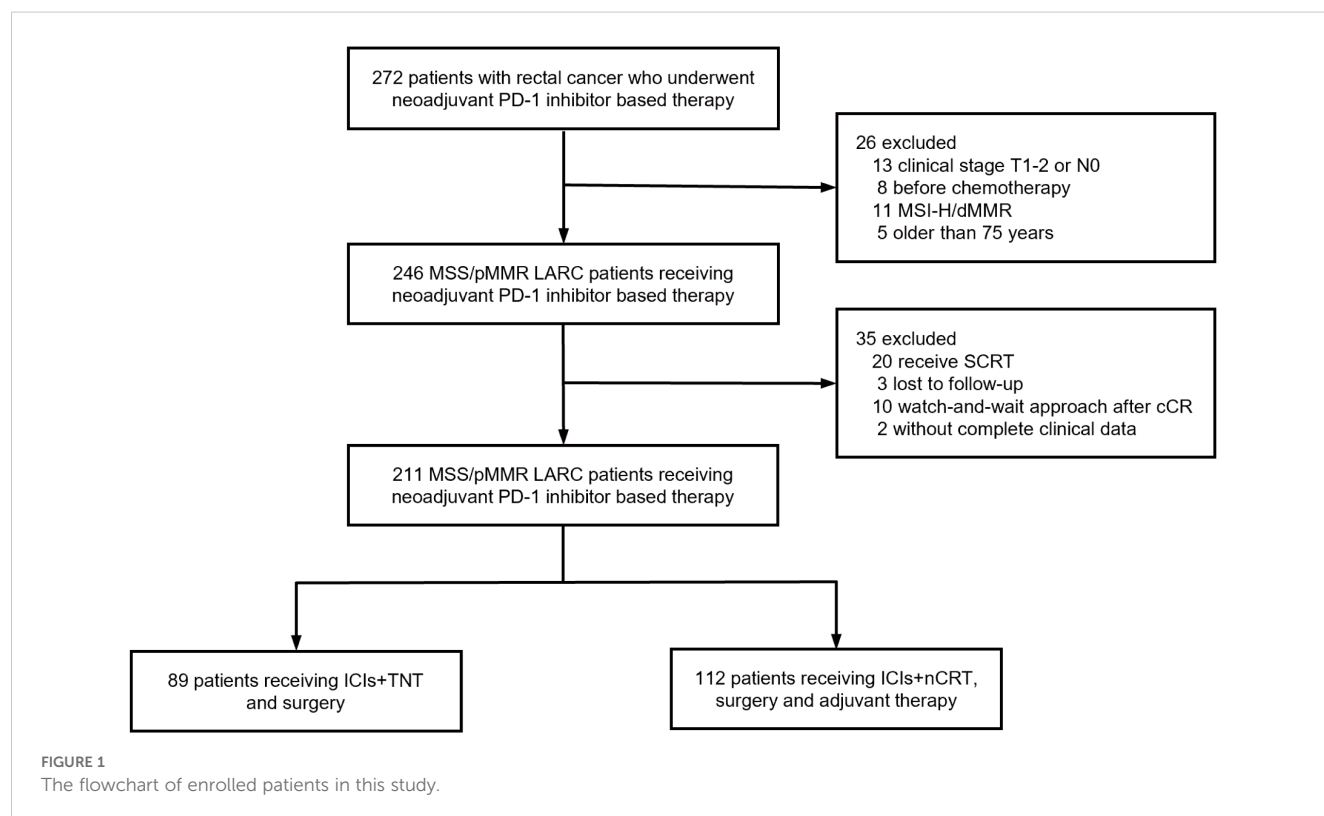 272 patients with rectal cancer who underwent
neoadjuvant PD-1 inhibitor based therapy
26 excluded
13 clinical stage T1-2 or N0
8 before chemotherapy
11 MSI-H/dMMR
5 older than 75 years
246 MSS/pMMR LARC patients receiving
neoadjuvant PD-1 inhibitor based therapy
35 excluded
20 receive SCRT
3 lost to follow-up
10 watch-and-wait approach after cCR
2 without complete clinical data
211 MSS/pMMR LARC patients receiving
neoadjuvant PD-1 inhibitor based therapy
89 patients receiving ICIs+TNT
and surgery
112 patients receiving ICIs+nCRT,
surgery and adjuvant therapy
FIGURE 1
The flowchart of enrolled patients in this study.